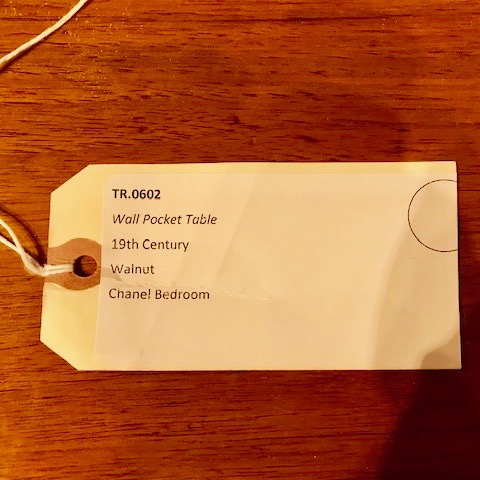 TR.0602
Wall Pocket Table
19th Century
Walnut
Chanel Bedroom